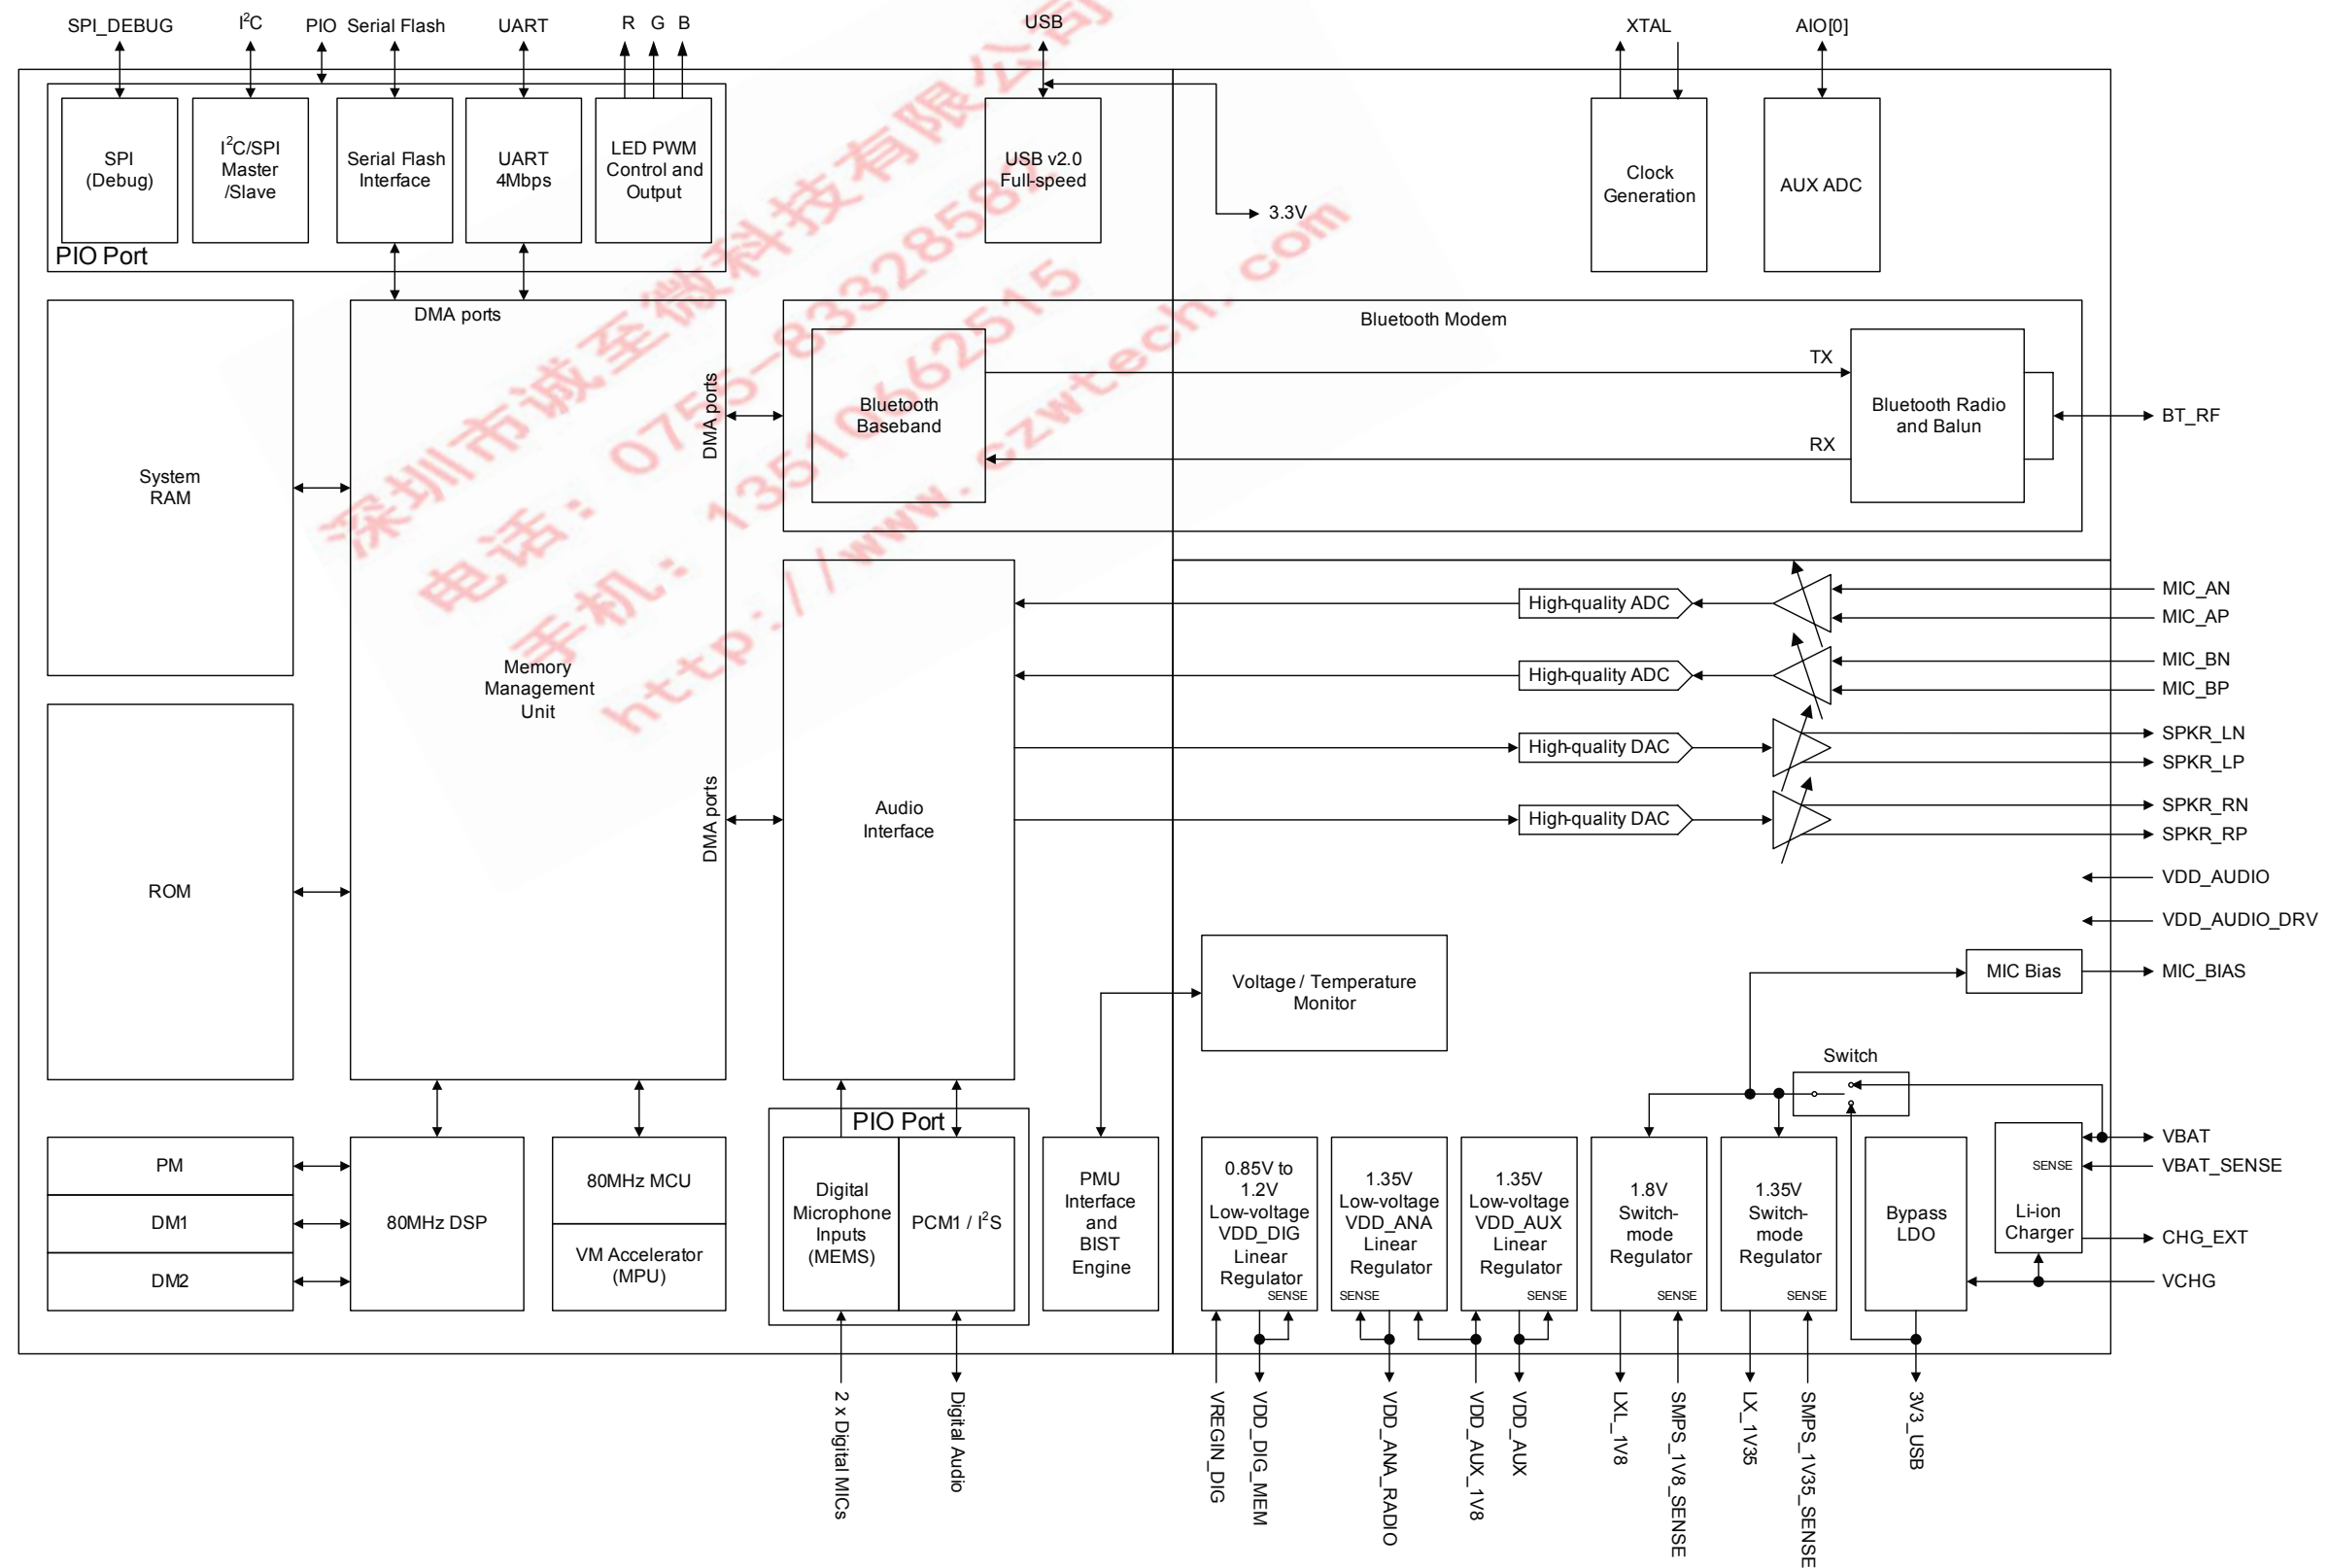 SPI_DEBUG
I²C
PIO
Serial Flash
UART
R G B
USB
XTAL
AIO[0]
SPI
(Debug)
I²C/SPI
Master
/Slave
Serial Flash
Interface
UART
4Mbps
LED PWM
Control and
Output
PIO Port
USB v2.0
Full-speed
3.3V
Clock
Generation
AUX ADC
深圳市诚至微科技有限公司
电话：0755-83328582
手机：13510662515
http://www.czwtech.com
DMA ports
DMA ports
DMA ports
System
RAM
ROM
Memory
Management
Unit
Bluetooth Modem
Bluetooth
Baseband
TX
RX
Bluetooth Radio
and Balun
BT_RF
Audio
Interface
High-quality ADC
High-quality ADC
High-quality DAC
High-quality DAC
MIC_AN
MIC_AP
MIC_BN
MIC_BP
SPKR_LN
SPKR_LP
SPKR_RN
SPKR_RP
VDD_AUDIO
VDD_AUDIO_DRV
Voltage / Temperature
Monitor
MIC Bias
MIC_BIAS
Switch
PM
DM1
DM2
80MHz DSP
80MHz MCU
VM Accelerator
(MPU)
PIO Port
Digital
Microphone
Inputs
(MEMS)
PCM1 / I²S
PMU
Interface
and
BIST
Engine
0.85V to
1.2V
Low-voltage
VDD_DIG
Linear
Regulator
SENSE
1.35V
Low-voltage
VDD_ANA
Linear
Regulator
SENSE
1.35V
Low-voltage
VDD_AUX
Linear
Regulator
SENSE
1.8V
Switch-
mode
Regulator
SENSE
1.35V
Switch-
mode
Regulator
SENSE
Bypass
LDO
SENSE
Li-ion
Charger
VBAT
VBAT_SENSE
CHG_EXT
VCHG
2 x Digital MICs
Digital Audio
VREGIN_DIG
VDD_DIG_MEM
VDD_ANA_RADIO
VDD_AUX_1V8
VDD_AUX
LXL_1V8
SMPS_1V8_SENSE
LX_1V35
SMPS_1V35_SENSE
3V3_USB